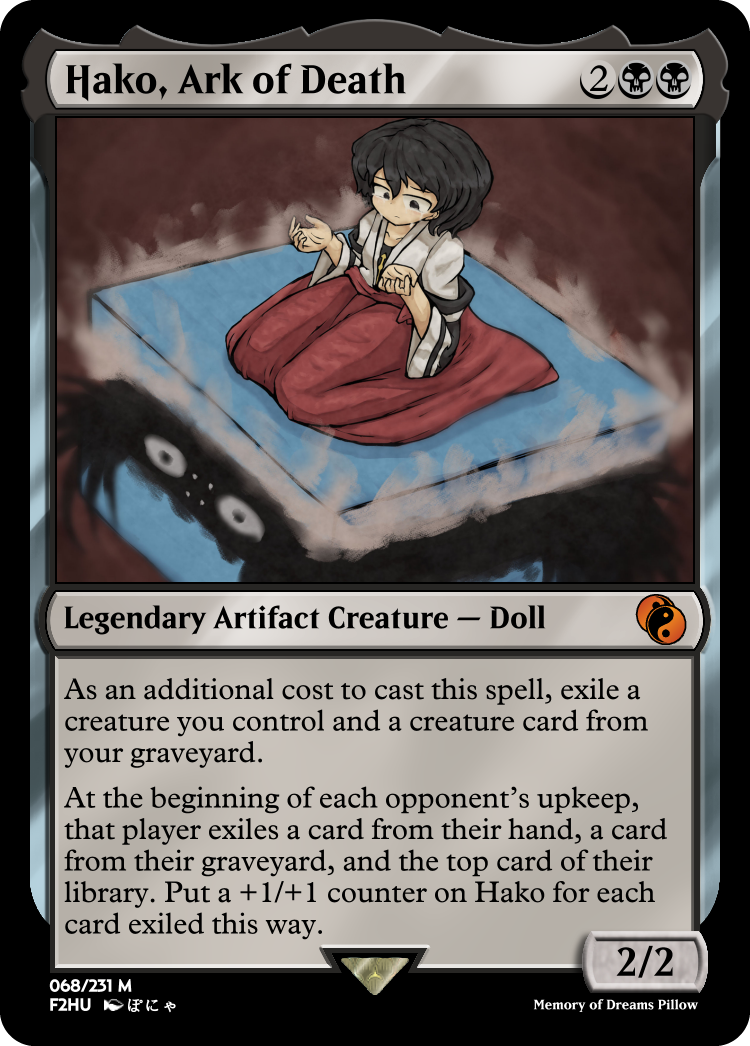 Hako, Ark of Death 2
Legendary Artifact Creature — Doll
As an additional cost to cast this spell, exile a
creature you control and a creature card from
your graveyard.
At the beginning of each opponent's upkeep,
that player exiles a card from their hand, a card
from their graveyard, and the top card of their
library. Put a +1/+1 counter on Hako for each
card exiled this way.
2/2
068/231 M
F2HU ぽにゃ
Memory of Dreams Pillow